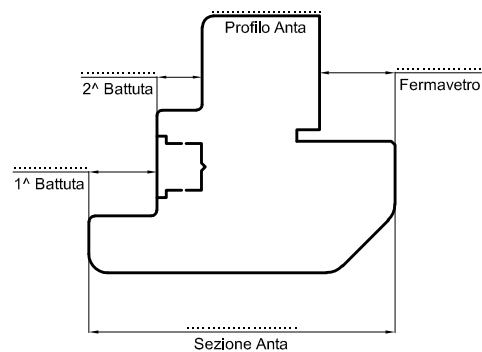 Profilo Anta
2^ Battuta
Fermavetro
1^ Battuta
Sezione Anta